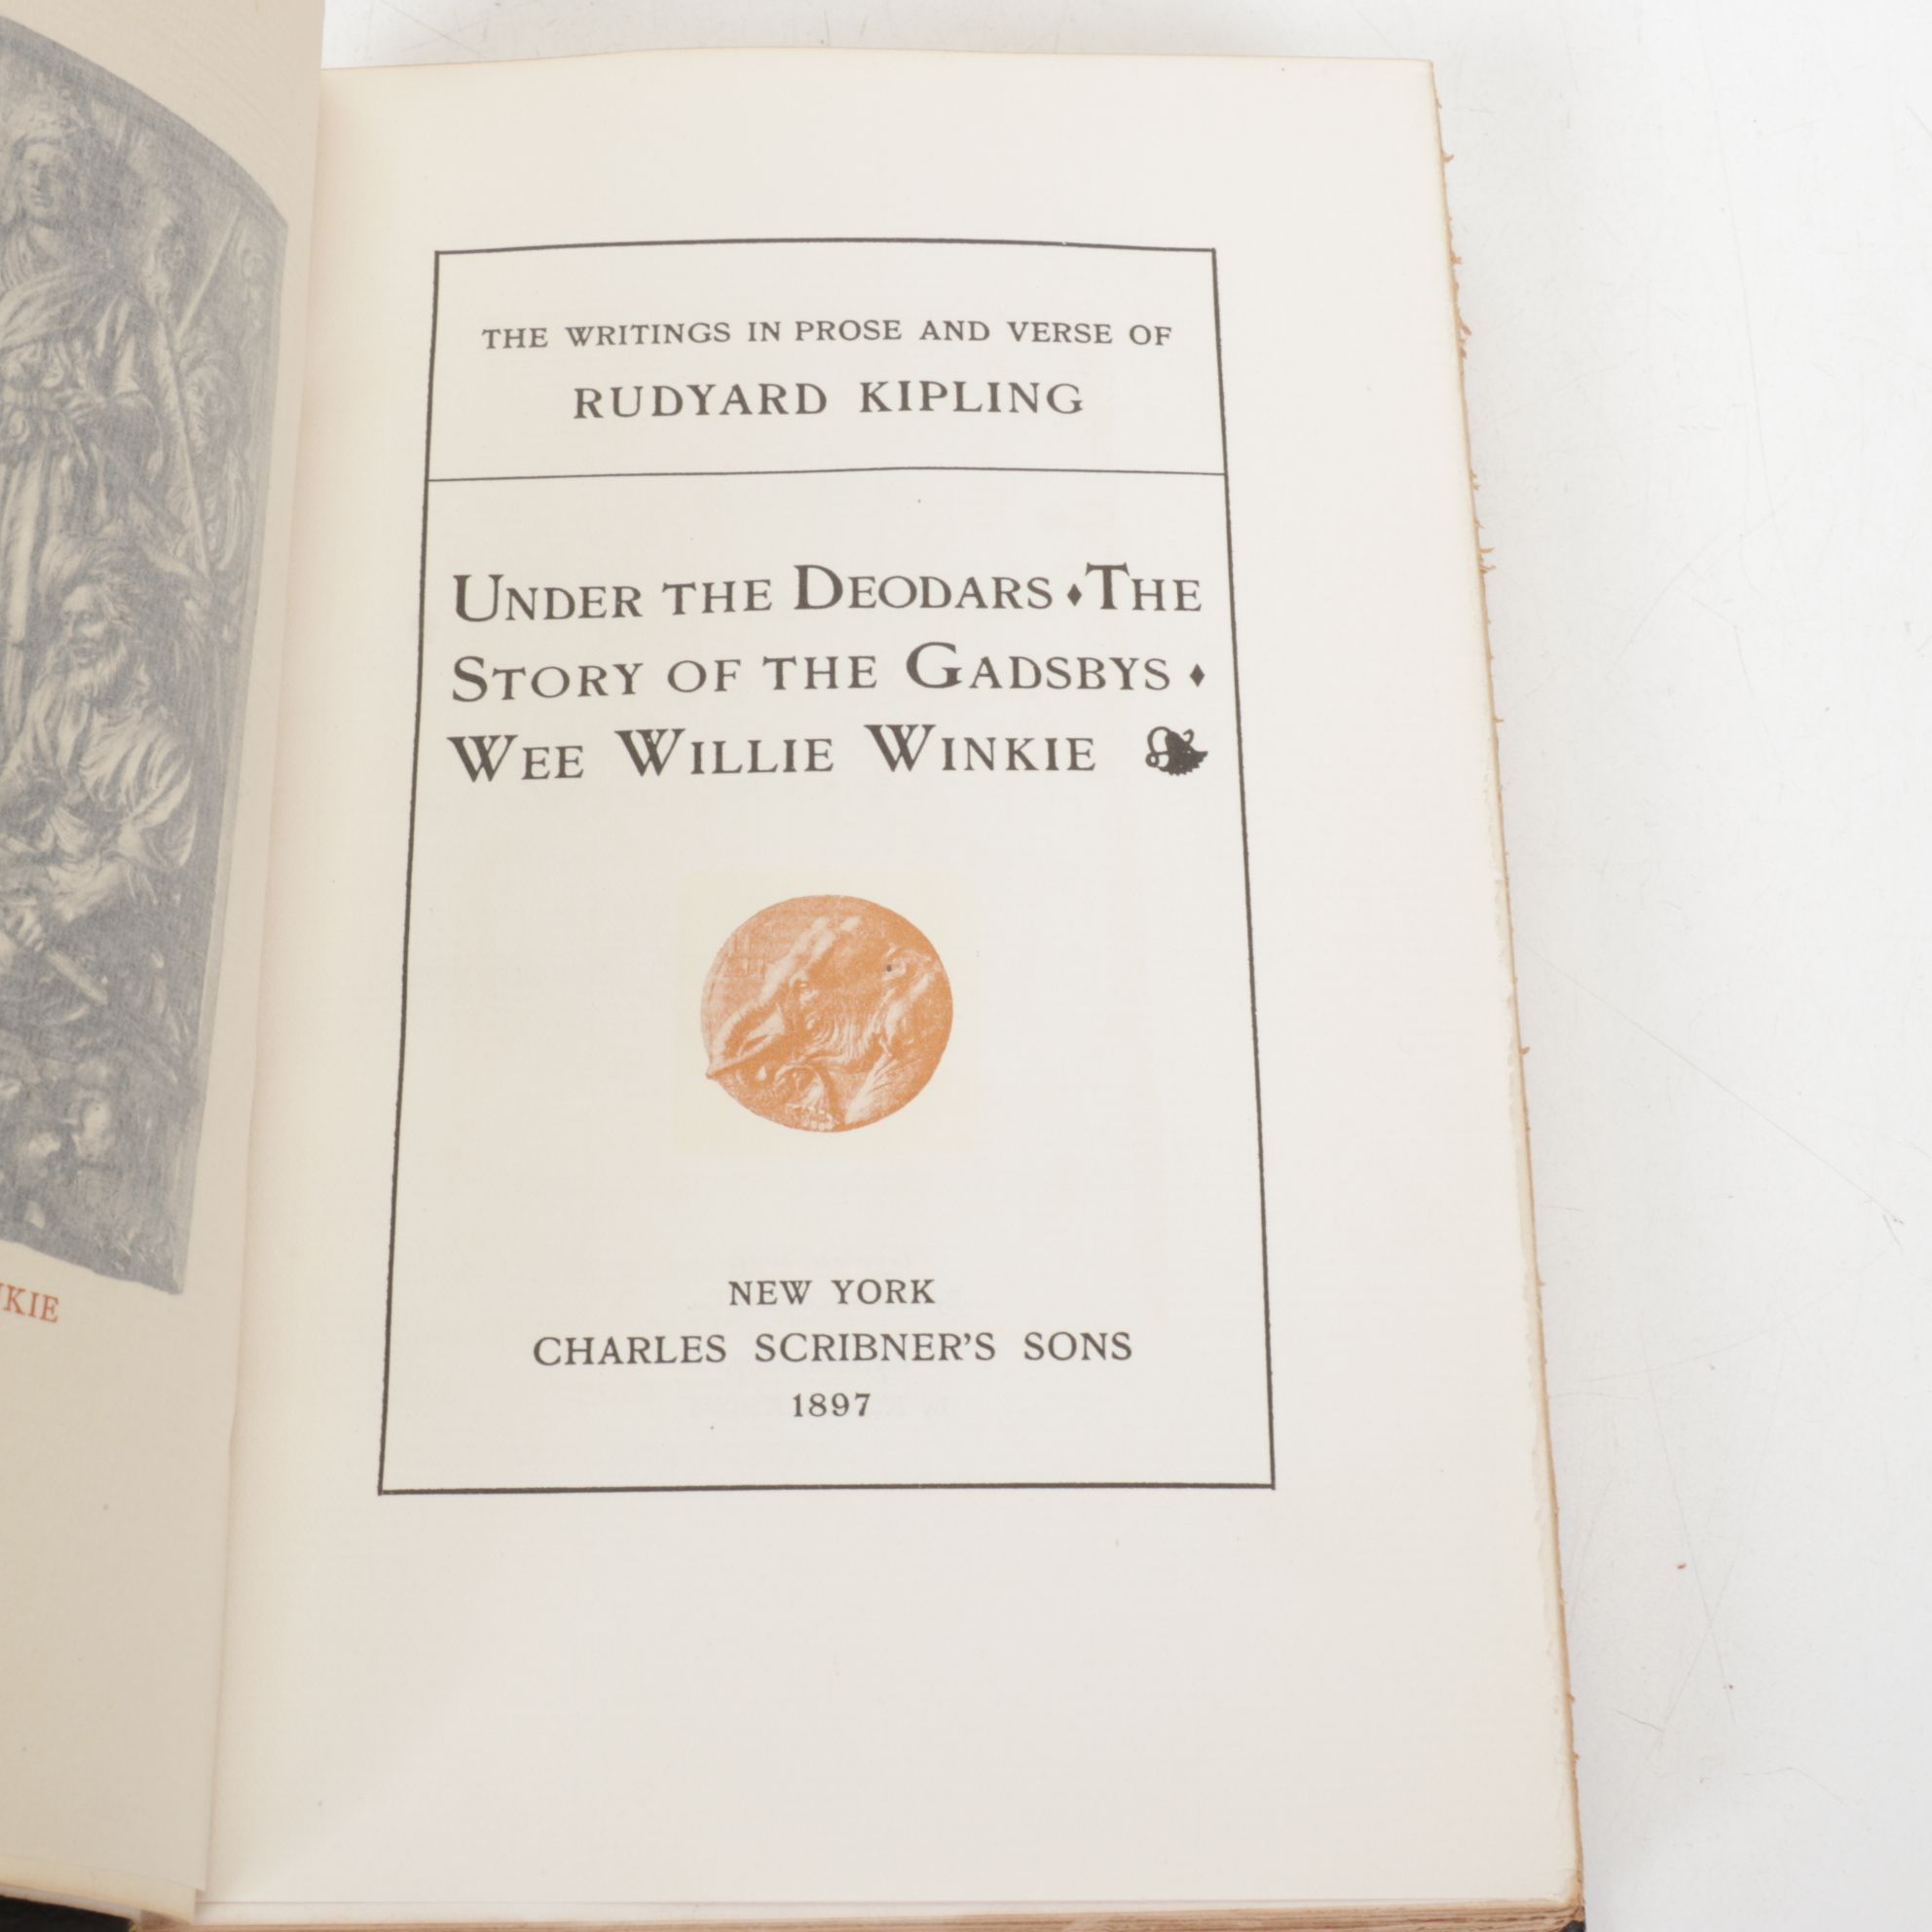 THE WRITINGS IN PROSE AND VERSE OF
RUDYARD KIPLING
UNDER THE DEODARS ♦ THE
STORY OF THE GADSBYS ♦
WEE WILLIE WINKIE
NEW YORK
CHARLES SCRIBNER'S SONS
1897